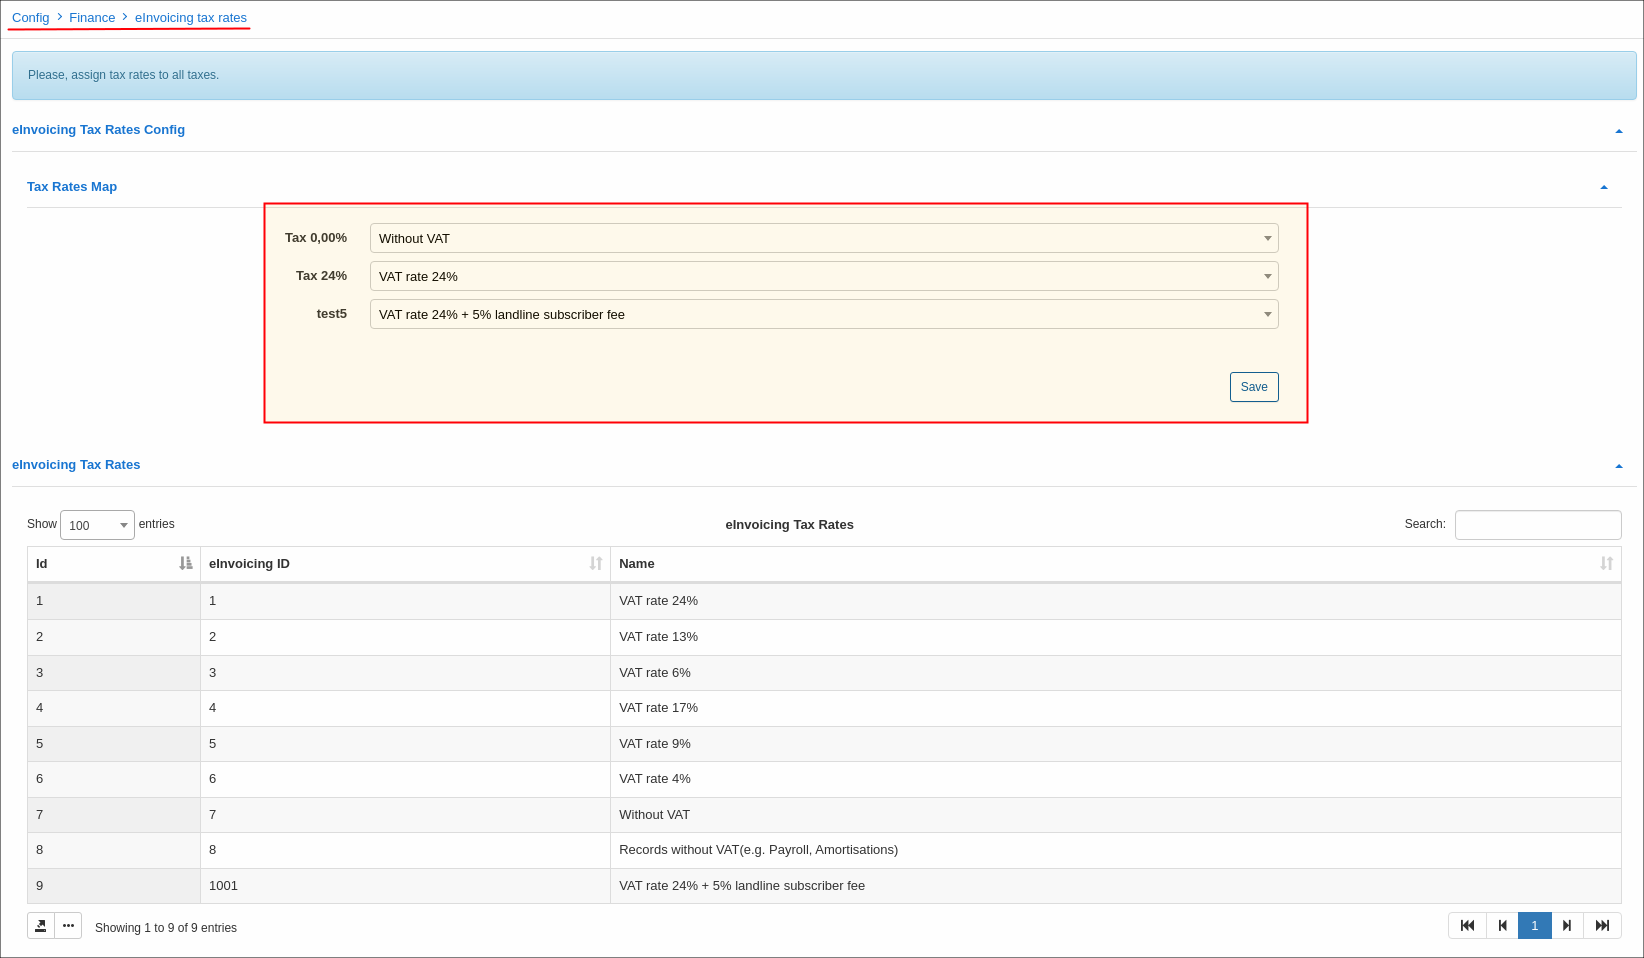 Config > Finance > eInvoicing tax rates
Please, assign tax rates to all taxes.
eInvoicing Tax Rates Config
Tax Rates Map
Tax 0,00% Without VAT
Tax 24% VAT rate 24%
test5 VAT rate 24% + 5% landline subscriber fee
Save
eInvoicing Tax Rates
Show 100 entries eInvoicing Tax Rates Search:
Id eInvoicing ID Name
1 1 VAT rate 24%
2 2 VAT rate 13%
3 3 VAT rate 6%
4 4 VAT rate 17%
5 5 VAT rate 9%
6 6 VAT rate 4%
7 7 Without VAT
8 8 Records without VAT(e.g. Payroll, Amortisations)
9 1001 VAT rate 24% + 5% landline subscriber fee
Showing 1 to 9 of 9 entries 1